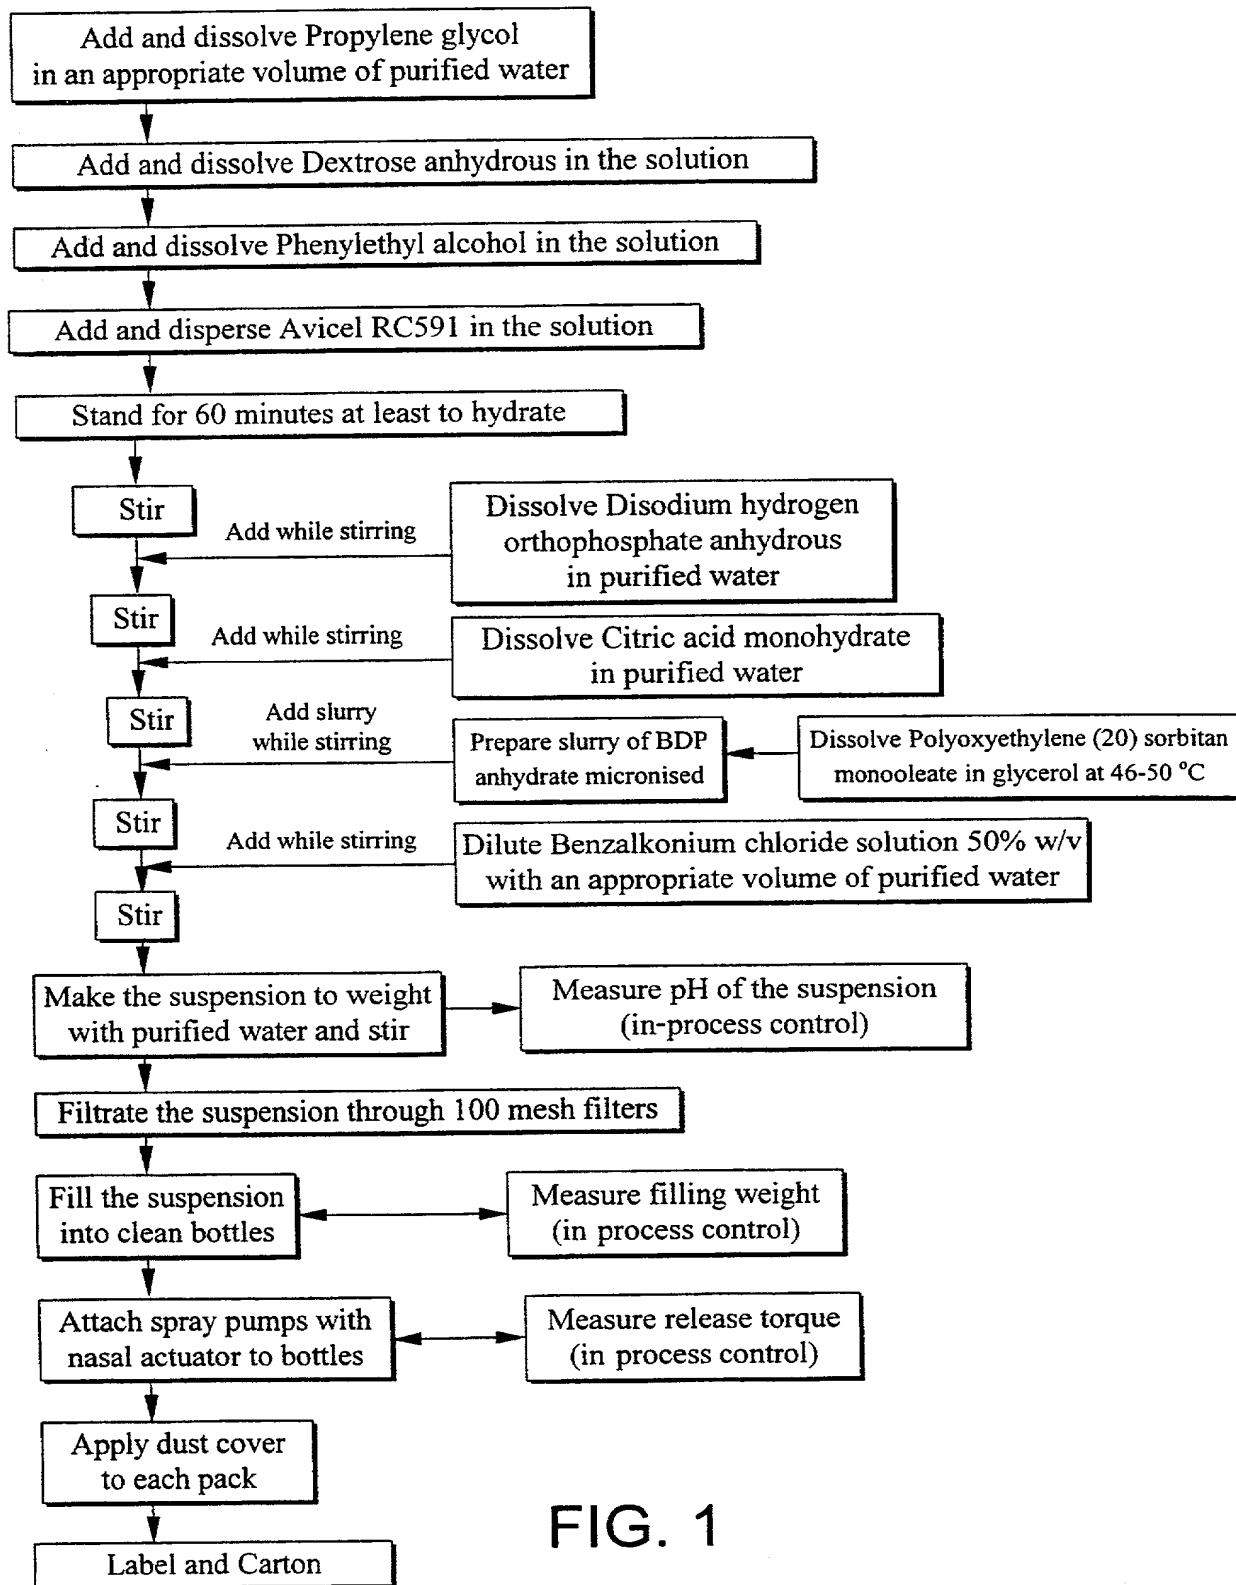 Add and dissolve Propylene glycol
in an appropriate volume of purified water
Add and dissolve Dextrose anhydrous in the solution
Add and dissolve Phenylethyl alcohol in the solution
Add and disperse Avicel RC591 in the solution
Stand for 60 minutes at least to hydrate
Stir
Add while stirring
Dissolve Disodium hydrogen
orthophosphate anhydrous
in purified water
Stir
Add while stirring
Dissolve Citric acid monohydrate
in purified water
Stir
Add slurry
while stirring
Prepare slurry of BDP
anhydrate micronised
Dissolve Polyoxyethylene (20) sorbitan
monooleate in glycerol at 46-50 °C
Stir
Add while stirring
Dilute Benzalkonium chloride solution 50% w/v
with an appropriate volume of purified water
Stir
Make the suspension to weight
with purified water and stir
Measure pH of the suspension
(in-process control)
Filtrate the suspension through 100 mesh filters
Fill the suspension
into clean bottles
Measure filling weight
(in process control)
Attach spray pumps with
nasal actuator to bottles
Measure release torque
(in process control)
Apply dust cover
to each pack
Label and Carton
FIG. 1